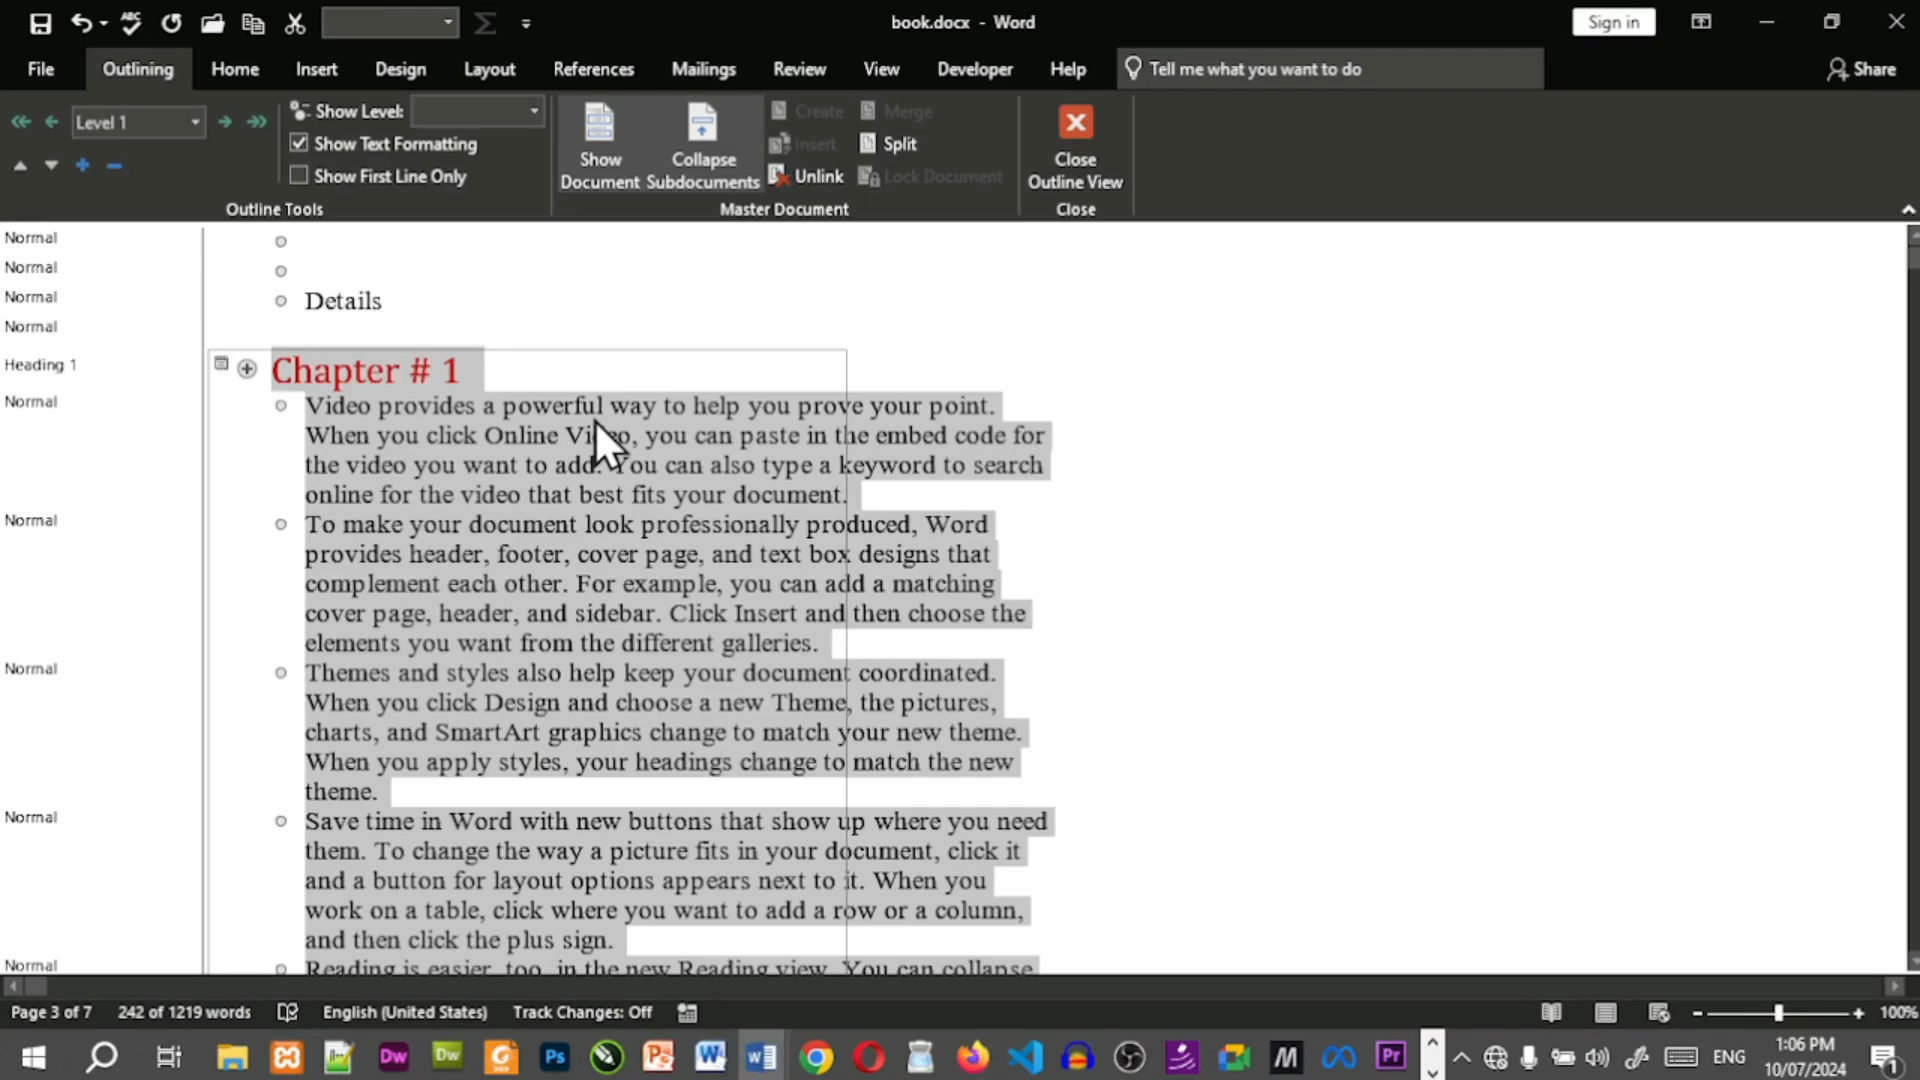 book.docx - Word
Sign in
File Outlining Home Insert Design Layout References Mailings Review View Developer Help Tell me what you want to do Share
Level 1
Show Level:
Show Text Formatting
Show First Line Only
Outline Tools
Show Document
Collapse Subdocuments
Create
Insert
Unlink
Merge
Split
Lock Document
Master Document
Close Outline View
Close
Normal
Normal
Normal Details
Normal
Heading 1 Chapter # 1
Normal Video provides a powerful way to help you prove your point.
When you click Online Video, you can paste in the embed code for
the video you want to add. You can also type a keyword to search
online for the video that best fits your document.
Normal To make your document look professionally produced, Word
provides header, footer, cover page, and text box designs that
complement each other. For example, you can add a matching
cover page, header, and sidebar. Click Insert and then choose the
elements you want from the different galleries.
Normal Themes and styles also help keep your document coordinated.
When you click Design and choose a new Theme, the pictures,
charts, and SmartArt graphics change to match your new theme.
When you apply styles, your headings change to match the new
theme.
Normal Save time in Word with new buttons that show up where you need
them. To change the way a picture fits in your document, click it
and a button for layout options appears next to it. When you
work on a table, click where you want to add a row or a column,
and then click the plus sign.
Normal Reading is easier, too, in the new Reading view. You can collapse
Page 3 of 7 242 of 1219 words English (United States) Track Changes: Off 100%
ENG
1:06 PM
10/07/2024